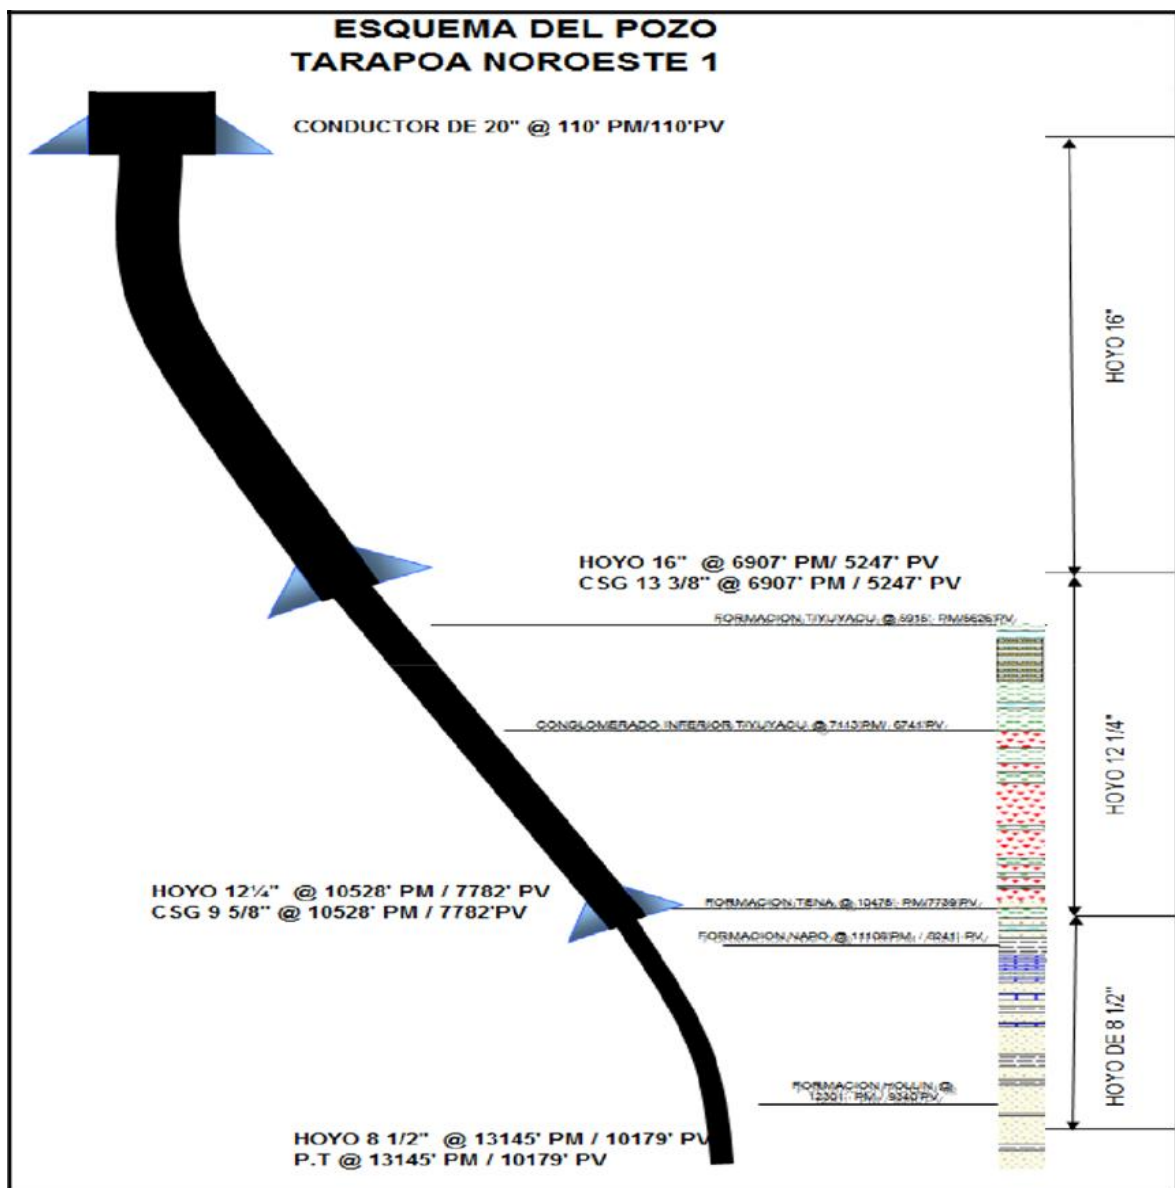 ESQUEMA DEL POZO
TARAPOA NOROESTE 1
CONDUCTOR DE 20" @ 110' PM/110'PV
HOYO 16"
HOYO 16" @ 6907' PM/ 5247' PV
CSG 13 3/8" @ 6907' PM / 5247' PV
FORMACION TIYUYACU @
CONGLOMERADO INFERIOR TIYUYACU @
HOYO 12 1/4"
HOYO 12¼" @ 10528' PM / 7782' PV
CSG 9 5/8" @ 10528' PM / 7782'PV
FORMACION TENA @
FORMACION NAPO @
HOYO DE 8 1/2"
FORMACION HOLLIN @
HOYO 8 1/2" @ 13145' PM / 10179' PV
P.T @ 13145' PM / 10179' PV